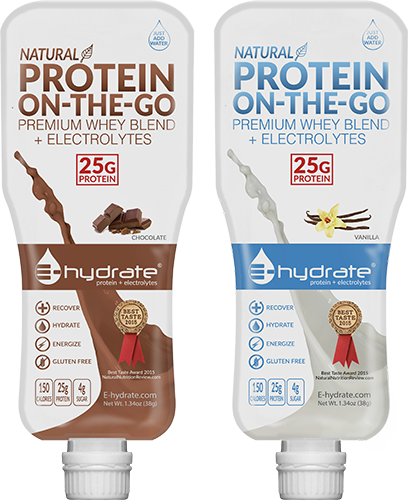 JUST
ADD
WATER
NATURAL
PROTEIN
ON-THE-GO
PREMIUM WHEY BLEND
+ ELECTROLYTES
25G
PROTEIN
CHOCOLATE
E-hydrate®
protein + electrolytes
RECOVER
HYDRATE
ENERGIZE
GLUTEN FREE
BEST
TASTE
2015
Best Taste Award 2015
NaturalNutritionReview.com
150
CALORIES
25g
PROTEIN
4g
SUGAR
E-hydrate.com
Net Wt. 1.34oz (38g)
JUST
ADD
WATER
NATURAL
PROTEIN
ON-THE-GO
PREMIUM WHEY BLEND
+ ELECTROLYTES
25G
PROTEIN
VANILLA
E-hydrate®
protein + electrolytes
RECOVER
HYDRATE
ENERGIZE
GLUTEN FREE
BEST
TASTE
2015
Best Taste Award 2015
NaturalNutritionReview.com
150
CALORIES
25g
PROTEIN
4g
SUGAR
E-hydrate.com
Net Wt. 1.34oz (38g)